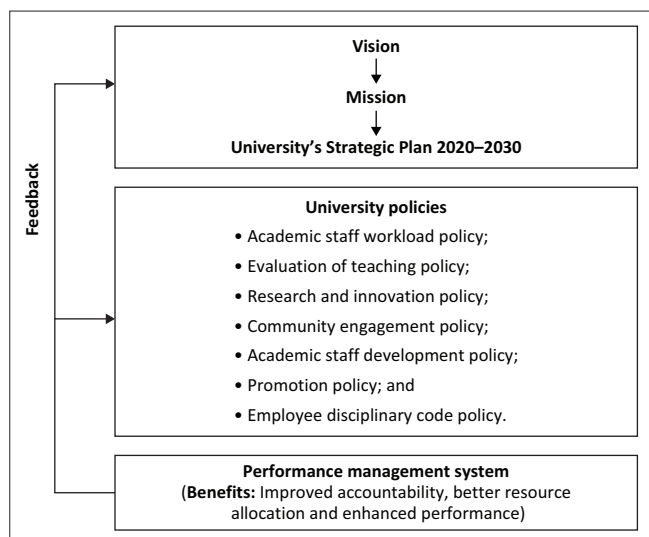 Feedback
Vision
Mission
University’s Strategic Plan 2020–2030
University policies
• Academic staff workload policy;
• Evaluation of teaching policy;
• Research and innovation policy;
• Community engagement policy;
• Academic staff development policy;
• Promotion policy; and
• Employee disciplinary code policy.
Performance management system
(Benefits: Improved accountability, better resource
allocation and enhanced performance)